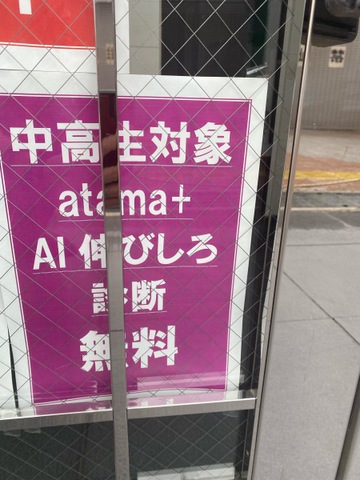 中高生対象
atama+
AI 伸びしろ
診断
無料